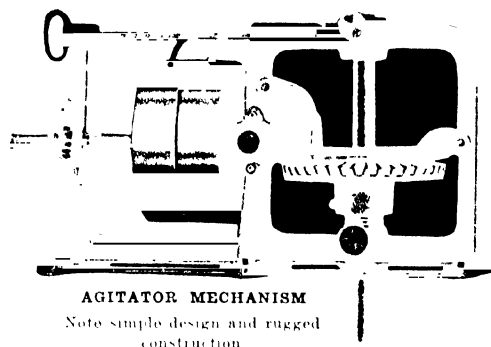 AGITATOR MECHANISM
Note simple design and rugged
construction